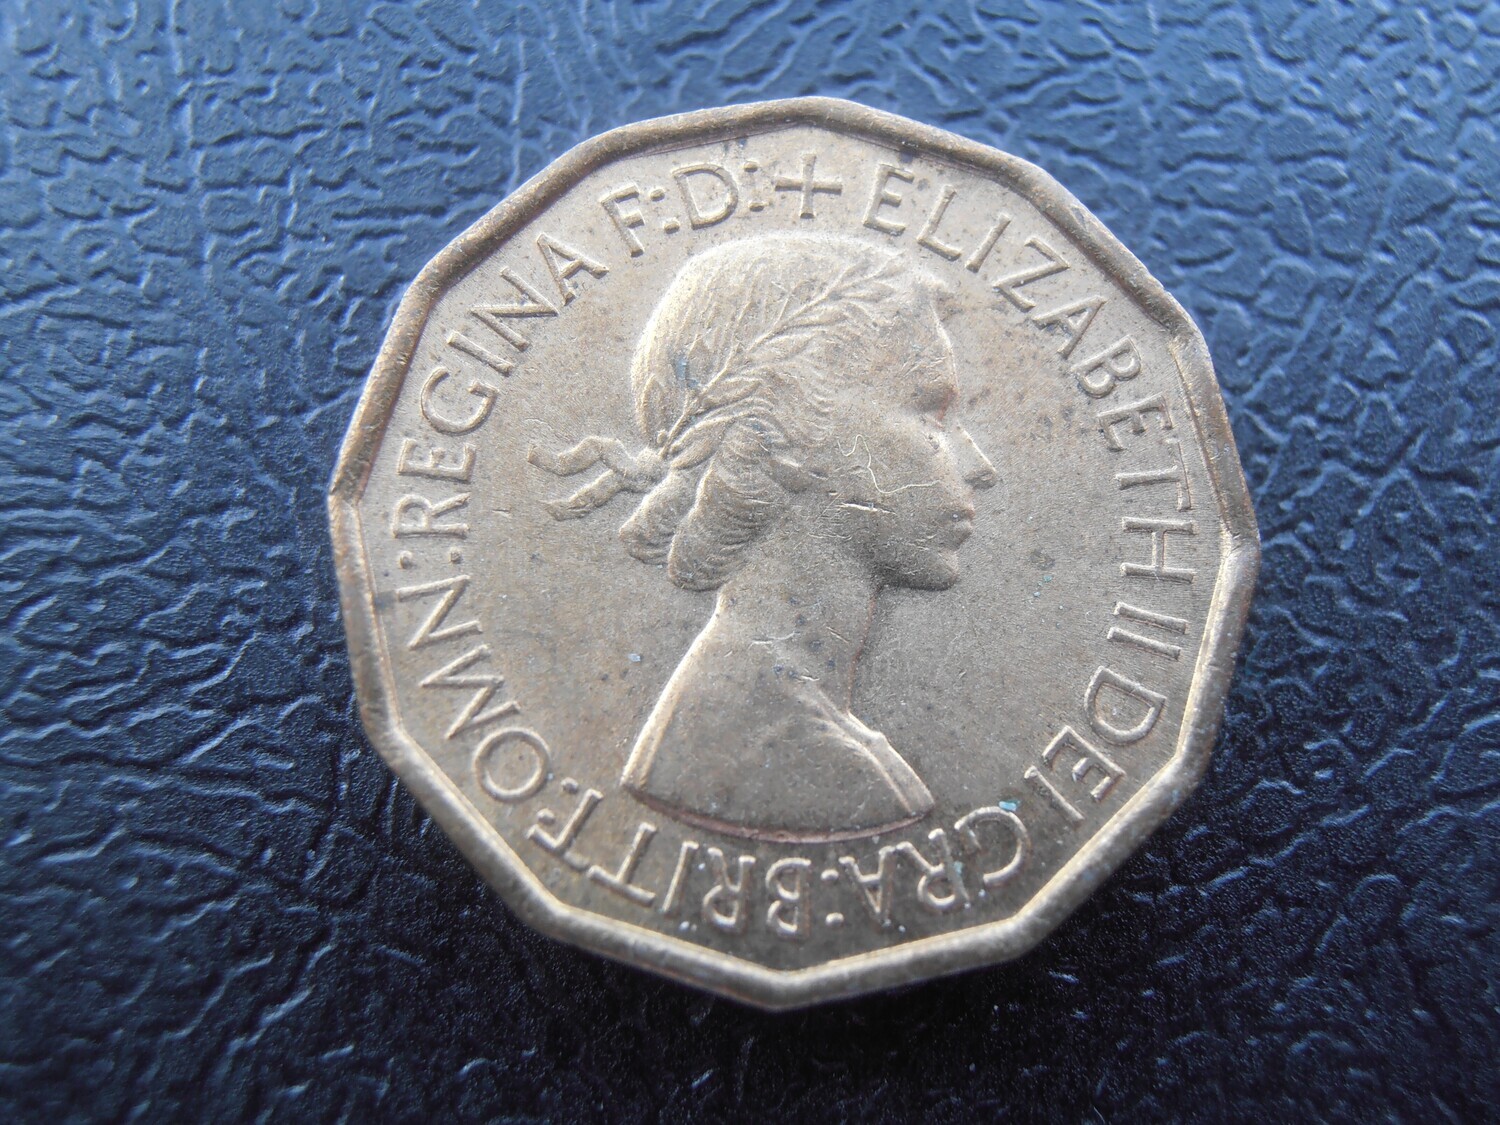 + ELIZABETH II DEI GRA:BRITT:OMN:REGINA F:D: